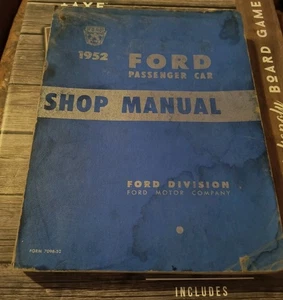 1952
FORD
PASSENGER CAR
SHOP MANUAL
FORD DIVISION
FORD MOTOR COMPANY
BOARD GAME
INCLUDES